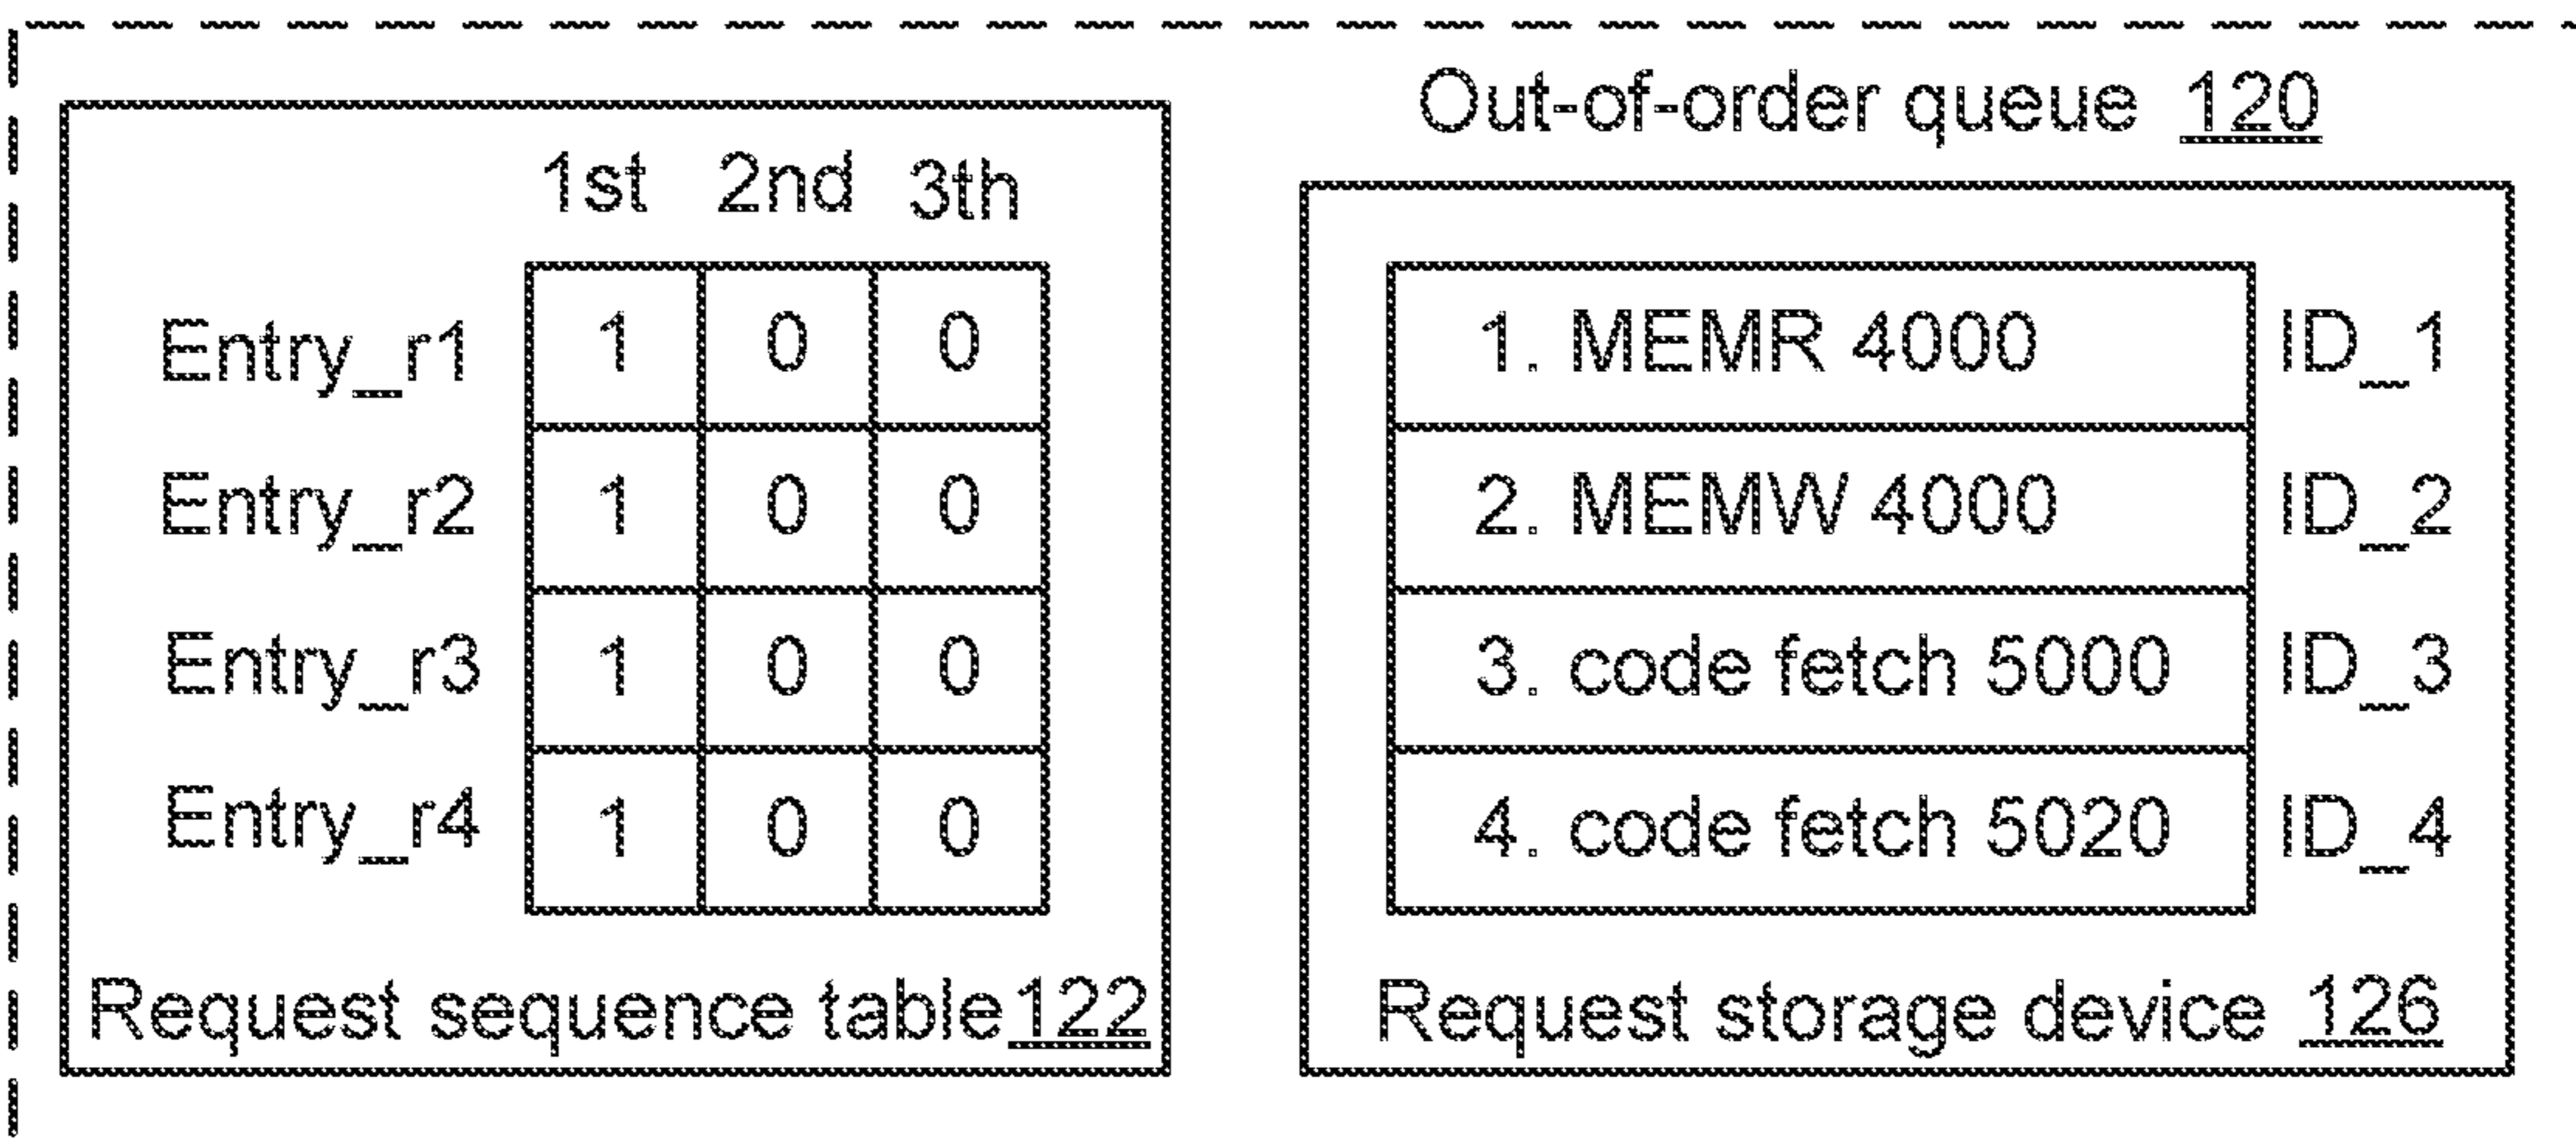 Out-of-order queue 120
1st 2nd 3th
Entry_r1 1 0 0
Entry_r2 1 0 0
Entry_r3 1 0 0
Entry_r4 1 0 0
Request sequence table 122
1. MEMR 4000 ID_1
2. MEMW 4000 ID_2
3. code fetch 5000 ID_3
4. code fetch 5020 ID_4
Request storage device 126